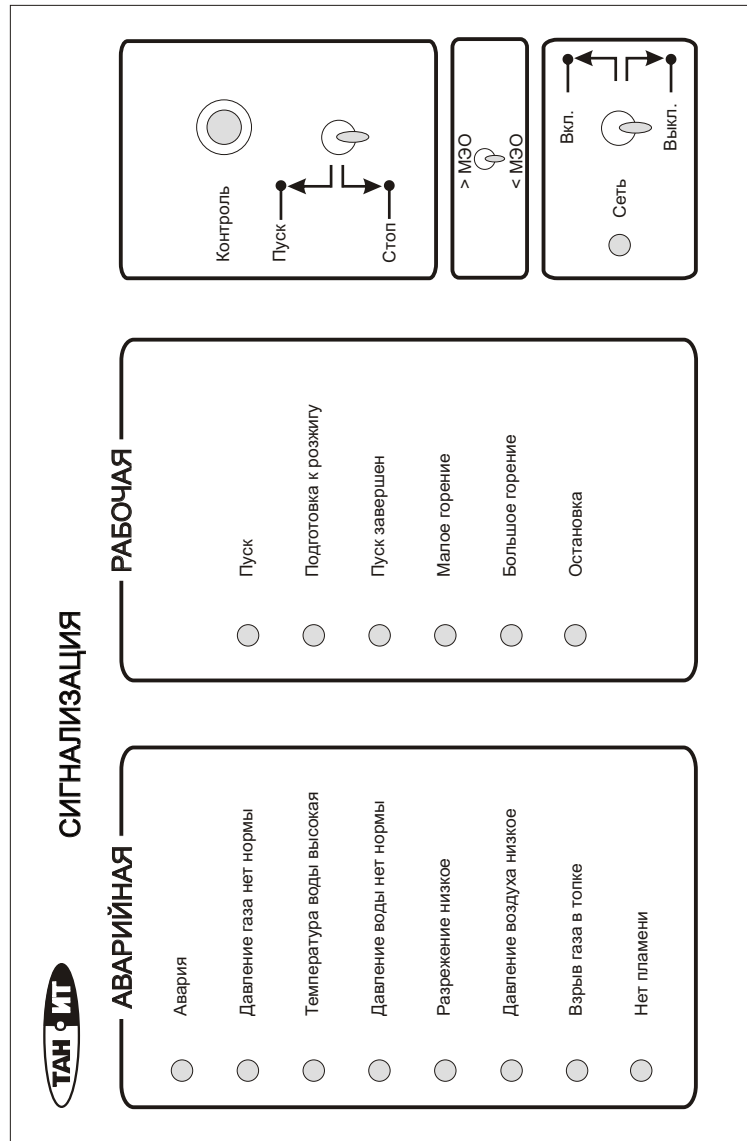 ТАН ИТ
СИГНАЛИЗАЦИЯ
АВАРИЙНАЯ
Авария
Давление газа нет нормы
Температура воды высокая
Давление воды нет нормы
Разрежение низкое
Давление воздуха низкое
Взрыв газа в топке
Нет пламени
РАБОЧАЯ
Пуск
Подготовка к розжигу
Пуск завершен
Малое горение
Большое горение
Остановка
Контроль
Пуск
Стоп
> МЭО
< МЭО
Вкл.
Сеть
Выкл.